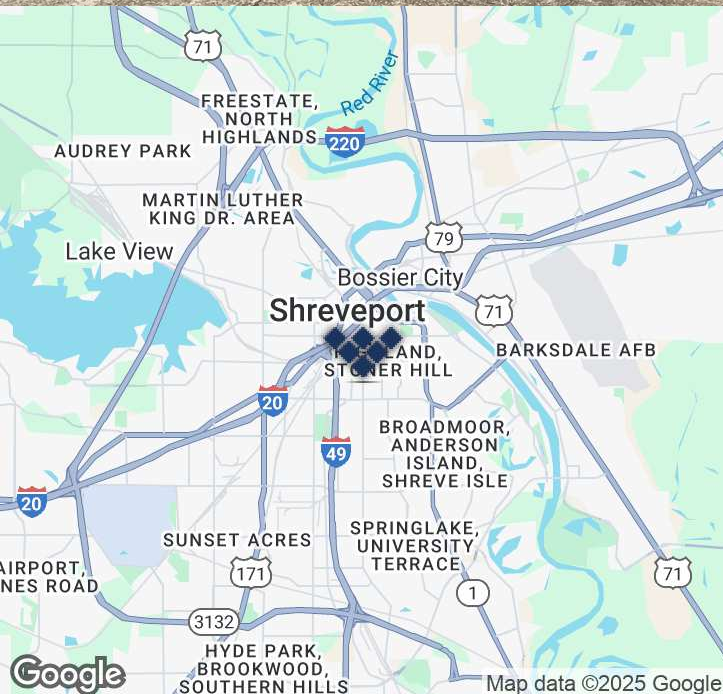 71
Red River
FREESTATE,
NORTH
HIGHLANDS
220
AUDREY PARK
MARTIN LUTHER
KING DR. AREA
79
Lake View
Bossier City
Shreveport
71
STONER HILL
BARKSDALE AFB
20
BROADMOOR,
ANDERSON
ISLAND,
SHREVE ISLE
49
20
SUNSET ACRES
SPRINGLAKE,
UNIVERSITY
TERRACE
AIRPORT,
NES ROAD
171
71
1
3132
HYDE PARK,
BROOKWOOD,
SOUTHERN HILLS
Google
Map data ©2025 Google